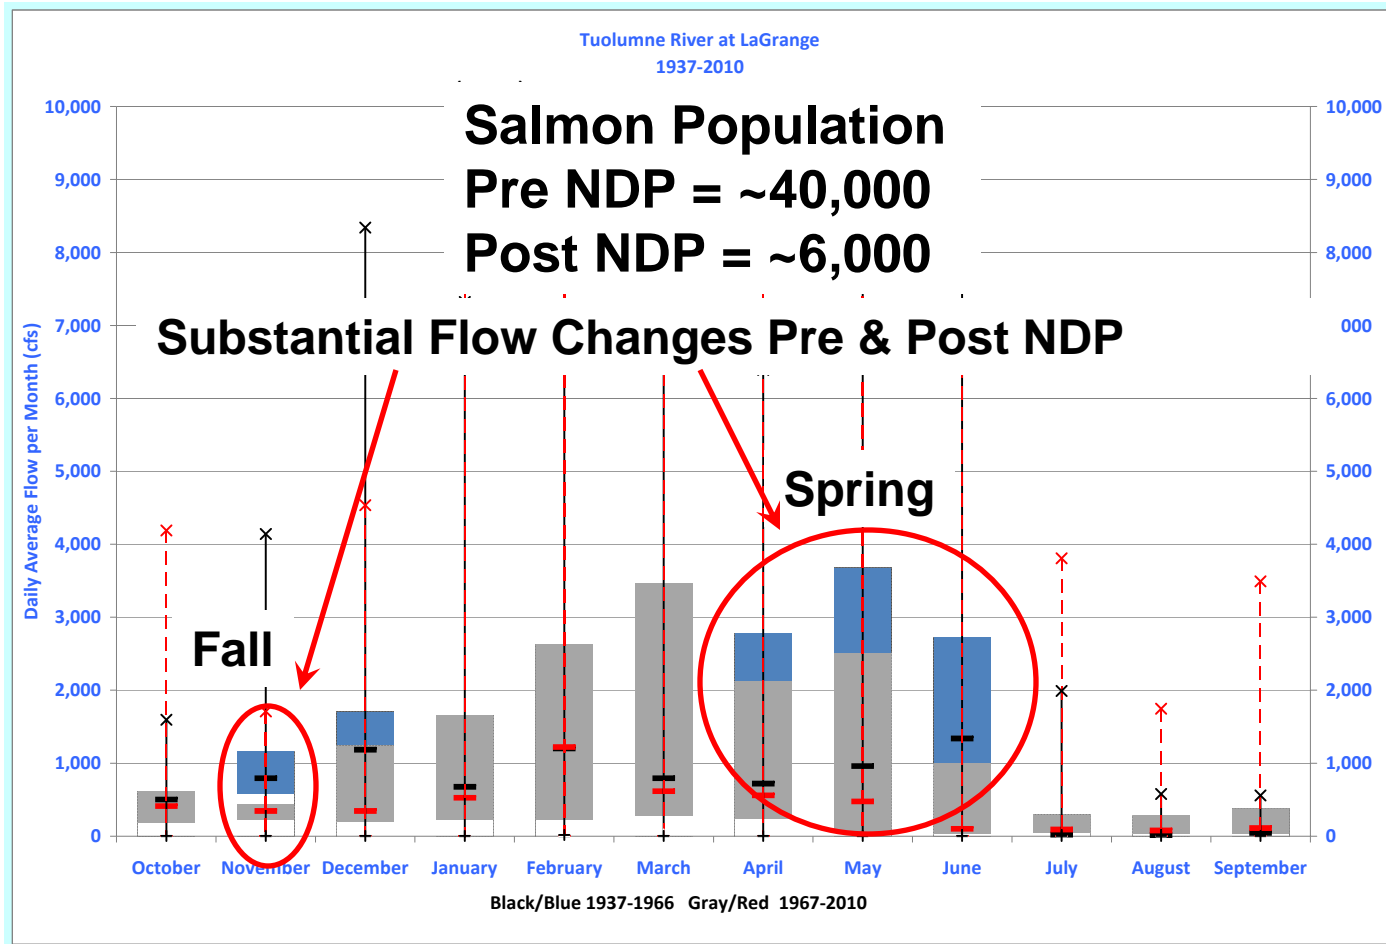 Tuolumne River at LaGrange
1937-2010
Salmon Population
Pre NDP = ~40,000
Post NDP = ~6,000
Substantial Flow Changes Pre & Post NDP
Spring
Fall
Daily Average Flow per Month (cfs)
10,000
9,000
8,000
7,000
6,000
5,000
4,000
3,000
2,000
1,000
0
10,000
9,000
8,000
000
6,000
5,000
4,000
3,000
2,000
1,000
0
October November December January February March April May June July August September
Black/Blue 1937-1966 Gray/Red 1967-2010